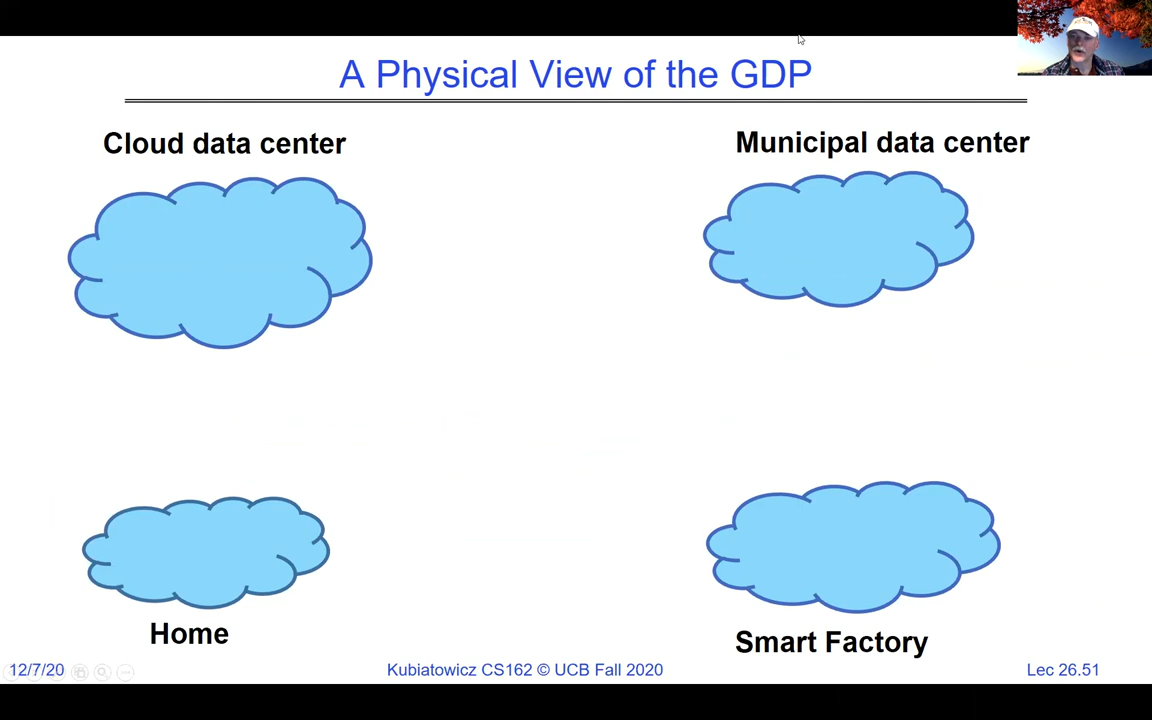 A Physical View of the GDP
Cloud data center
Municipal data center
Home
Smart Factory
12/7/20
Kubiatowicz CS162 © UCB Fall 2020
Lec 26.51